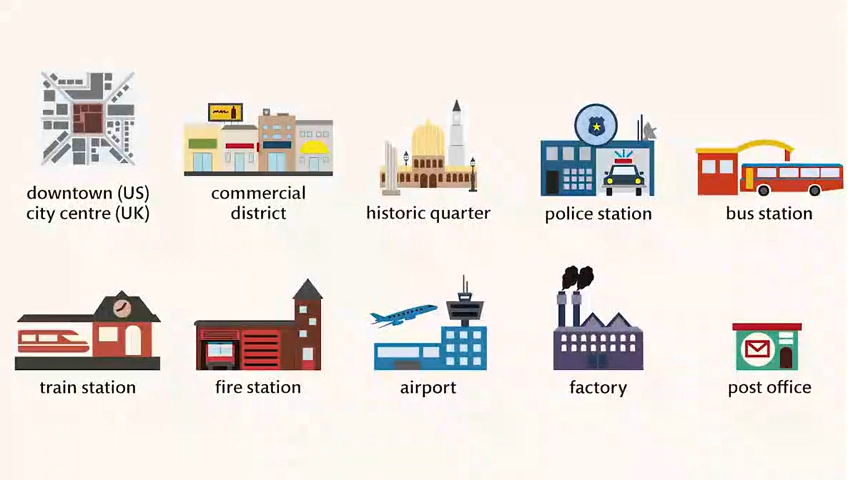 downtown (US)
city centre (UK)
commercial
district
historic quarter
police station
bus station
train station
fire station
airport
factory
post office